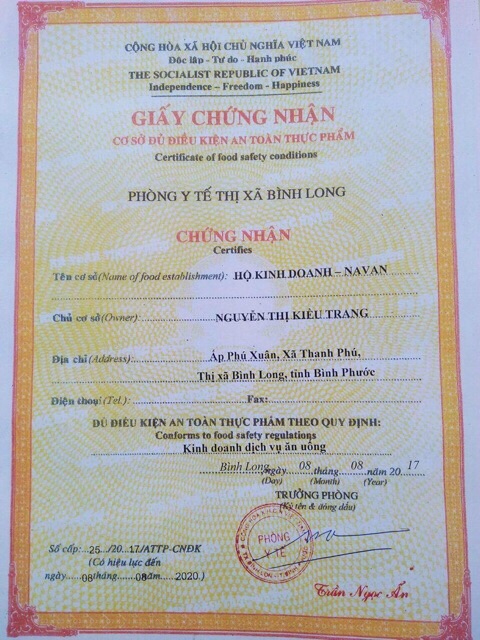 CỘNG HÒA XÃ HỘI CHỦ NGHĨA VIỆT NAM
Độc lập - Tự do - Hạnh phúc
THE SOCIALIST REPUBLIC OF VIETNAM
Independence – Freedom - Happiness
GIẤY CHỨNG NHẬN
CƠ SỞ ĐỦ ĐIỀU KIỆN AN TOÀN THỰC PHẨM
Certificate of food safety conditions
PHÒNG Y TẾ THỊ XÃ BÌNH LONG
CHỨNG NHẬN
Certifies
Tên cơ sở(Name of food establishment): HỘ KINH DOANH – NAVAN
Chủ cơ sở(Owner): NGUYỄN THỊ KIỀU TRANG
Địa chỉ (Address): Ấp Phú Xuân, Xã Thanh Phú,
Thị xã Bình Long, tỉnh Bình Phước
Điện thoại (Tel.): Fax:
ĐỦ ĐIỀU KIỆN AN TOÀN THỰC PHẨM THEO QUY ĐỊNH:
Conforms to food safety regulations
Kinh doanh dịch vụ ăn uống
Bình Long, ngày 08 tháng 08 năm 20 17
(Day) (Month) (Year)
TRƯỞNG PHÒNG
(Ký tên & đóng dấu)
PHÒNG
Y TẾ
Số cấp: 25 /20 17/ATTP-CNĐK
(Có hiệu lực đến
ngày 08 tháng 08 năm 2020.)
Trần Ngọc Ấn